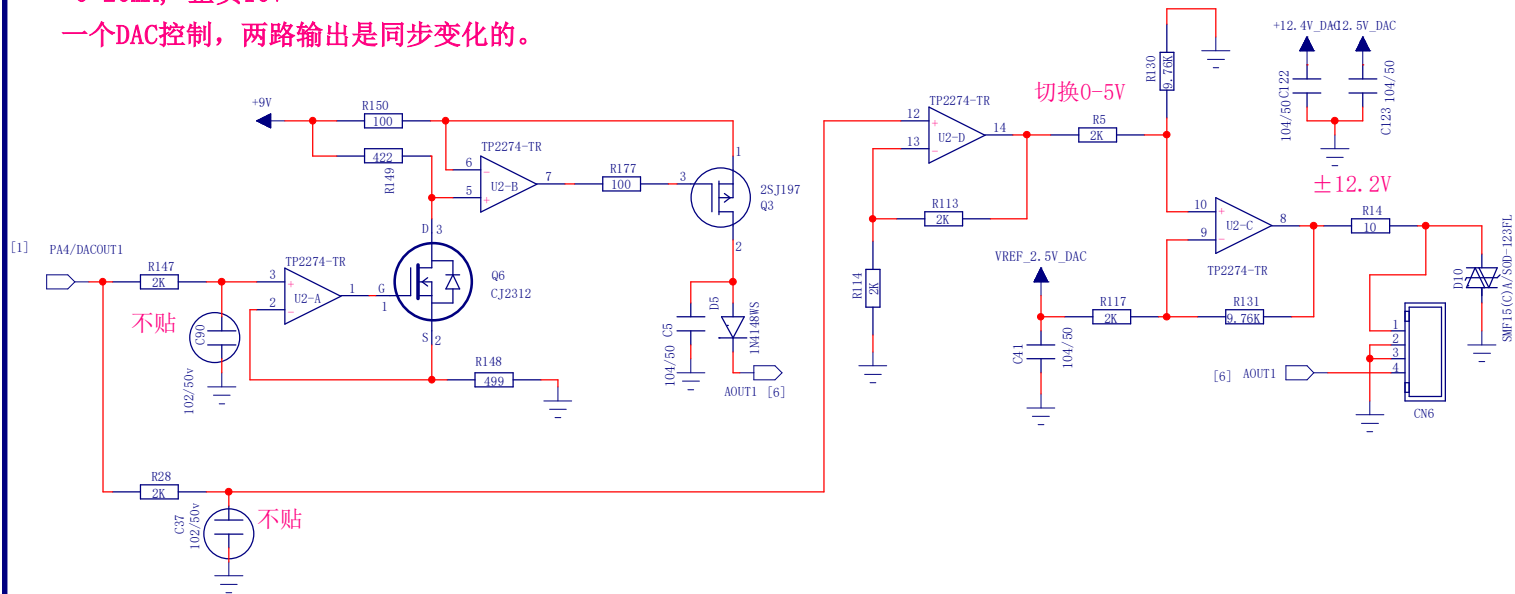 一个DAC控制，两路输出是同步变化的。
+9V
R150
100
422
R149
TP2274-TR
6
5
U2-B
7
R177
100
3
1
2SJ197
Q3
2
[1]
PA4/DACOUT1
R147
2K
不贴
C90
102/50v
TP2274-TR
3
2
U2-A
1
G
1
D
3
Q6
CJ2312
S
2
R148
499
104/50
C5
D5
1N4148WS
AOUT1
[6]
R28
2K
C37
102/50v
不贴
TP2274-TR
12
13
U2-D
14
R113
2K
R114
2K
切换0-5V
R5
2K
R130
9.76K
VREF_2.5V_DAC
R117
2K
C41
104/50
10
9
U2-C
8
TP2274-TR
R131
9.76K
+12.4V_DAC
-12.5V_DAC
C122
104/50
C123
104/50
±12.2V
R14
10
D10
SMF15(C)A/SOD-123FL
1
2
3
4
[6]
AOUT1
CN6